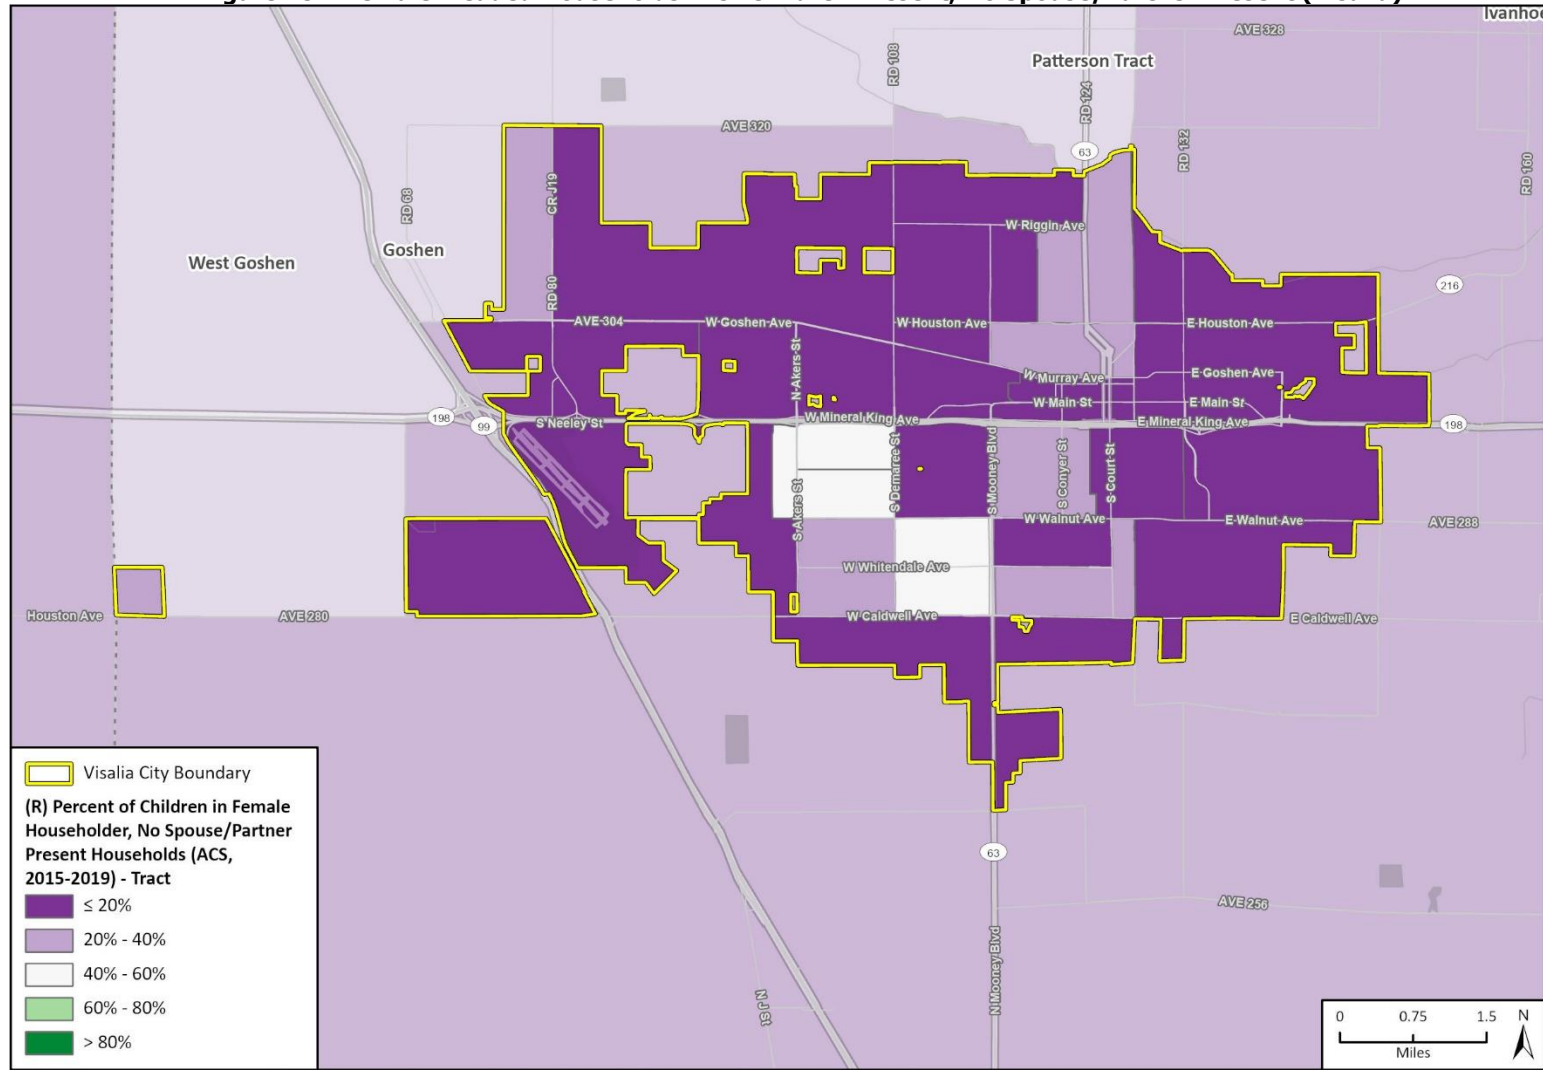 Ivanhoe
AVE 328
RD 108
Patterson Tract
RD 124
AVE 320
63
RD 132
RD 160
RD 68
CR J19
W Riggin Ave
Goshen
West Goshen
216
RD 80
AVE 304
W Goshen Ave
W Houston Ave
E Houston Ave
N Akers St
W Murray Ave
E Goshen Ave
W Main St
E Main St
198
99
S Neeley St
W Mineral King Ave
E Mineral King Ave
198
S Akers St
S Demaree St
S Mooney Blvd
S Conyer St
S Court St
W Walnut Ave
E Walnut Ave
AVE 288
W Whitendale Ave
Houston Ave
AVE 280
W Caldwell Ave
E Caldwell Ave
63
AVE 256
N Mooney Blvd
N J St
Visalia City Boundary
(R) Percent of Children in Female
Householder, No Spouse/Partner
Present Households (ACS,
2015-2019) - Tract
≤ 20%
20% - 40%
40% - 60%
60% - 80%
> 80%
0 0.75 1.5 N
Miles